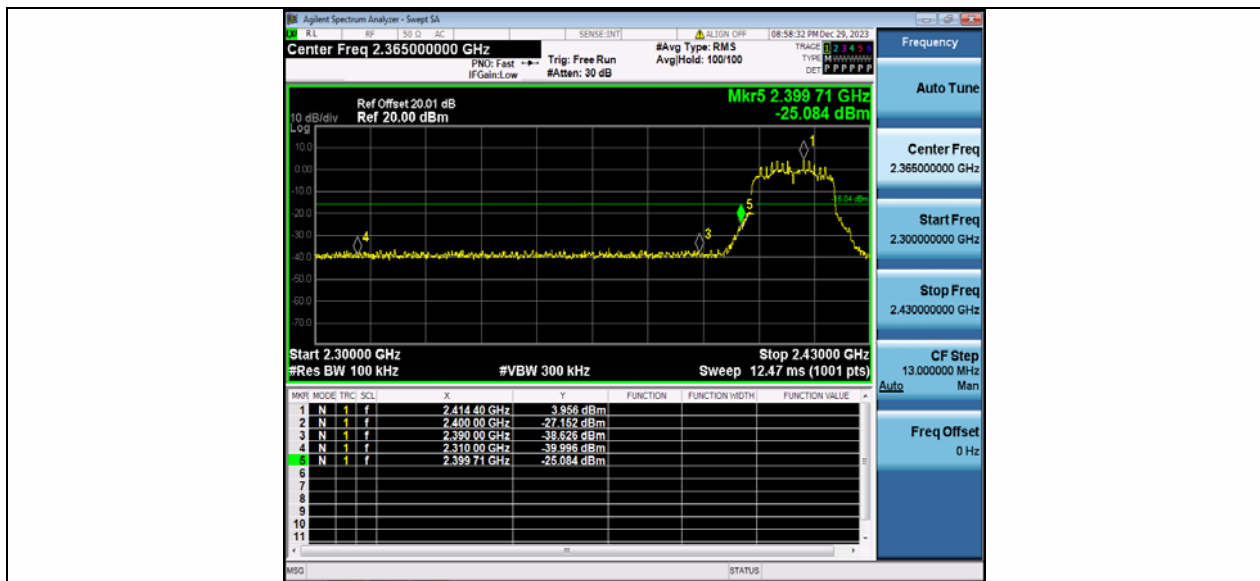 Agilent Spectrum Analyzer - Swept SA
RL RF 50 Ω AC SENSE:INT ALIGN OFF 08:58:32 PM Dec 29, 2023
Center Freq 2.365000000 GHz
PNO: Fast
IFGain:Low
Trig: Free Run
#Atten: 30 dB
#Avg Type: RMS
Avg|Hold: 100/100
TRACE 1 2 3 4 5 6
TYPE M WWWWW
DET P P P P P P
Mkr5 2.399 71 GHz
-25.084 dBm
Ref Offset 20.01 dB
10 dB/div Ref 20.00 dBm
Log
10.0
0.00
-10.0
-20.0
-30.0
-40.0
-50.0
-60.0
-70.0
1
-16.04 dBm
5
3
4
Start 2.30000 GHz Stop 2.43000 GHz
#Res BW 100 kHz #VBW 300 kHz Sweep 12.47 ms (1001 pts)
MKR MODE TRC SCL X Y FUNCTION FUNCTION WIDTH FUNCTION VALUE
1 N 1 f 2.414 40 GHz 3.956 dBm
2 N 1 f 2.400 00 GHz -27.152 dBm
3 N 1 f 2.390 00 GHz -38.626 dBm
4 N 1 f 2.310 00 GHz -39.996 dBm
5 N 1 f 2.399 71 GHz -25.084 dBm
6
7
8
9
10
11
MSG STATUS
Frequency
Auto Tune
Center Freq
2.365000000 GHz
Start Freq
2.300000000 GHz
Stop Freq
2.430000000 GHz
CF Step
13.000000 MHz
Auto Man
Freq Offset
0 Hz